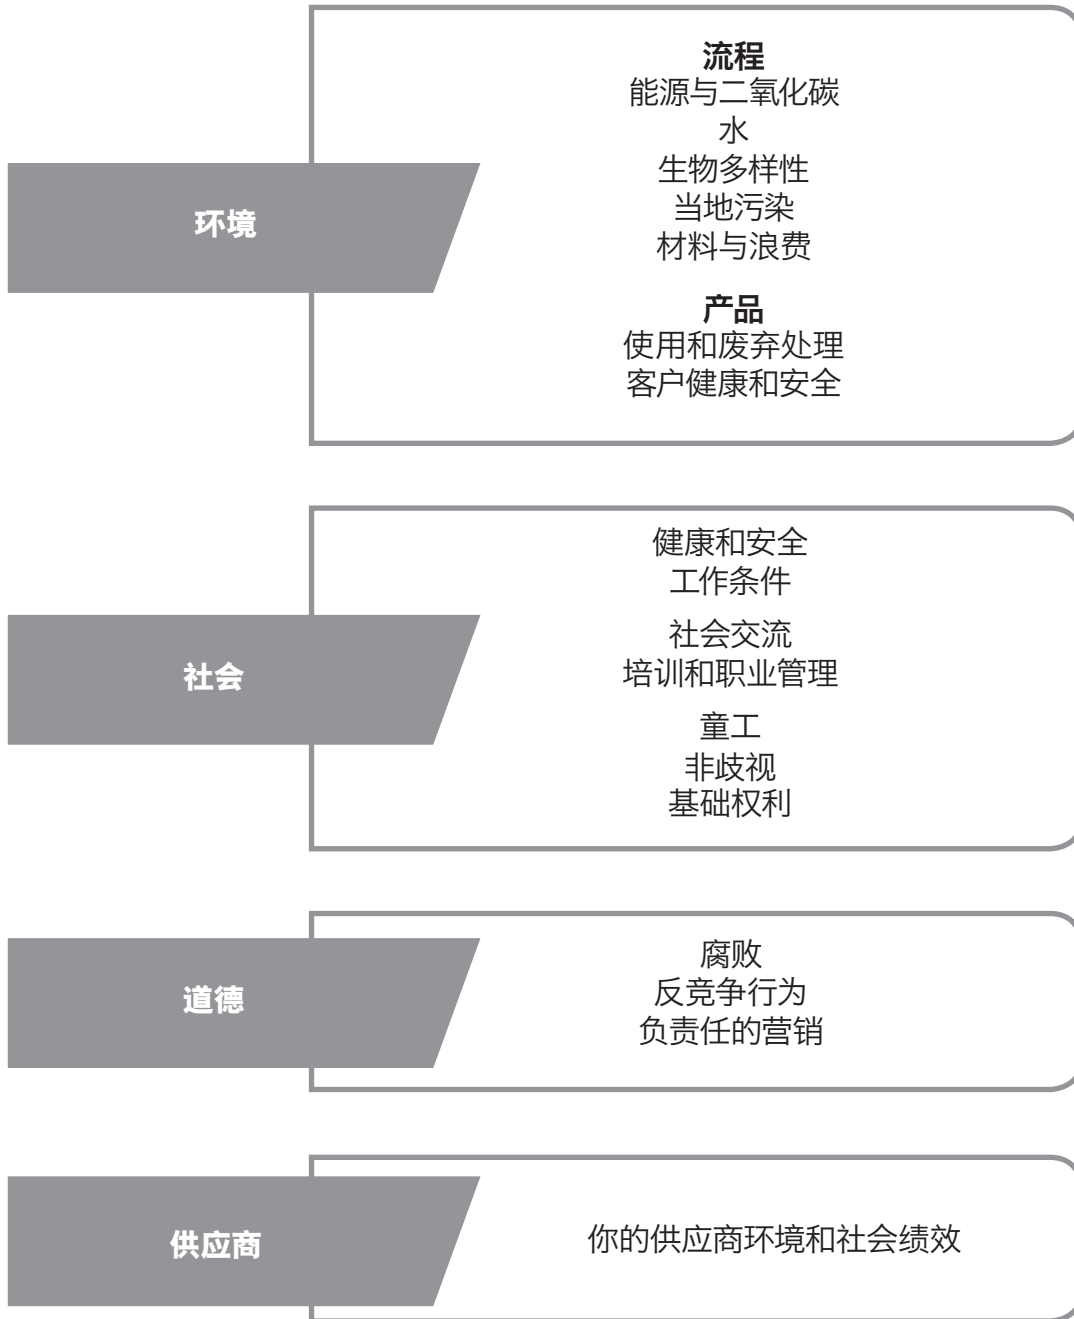 环境
流程
能源与二氧化碳
水
生物多样性
当地污染
材料与浪费
产品
使用和废弃处理
客户健康和安全
社会
健康和安全
工作条件
社会交流
培训和职业管理
童工
非歧视
基础权利
道德
腐败
反竞争行为
负责任的营销
供应商
你的供应商环境和社会绩效